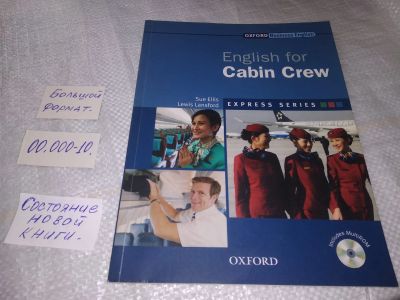 Большой
формат.
00.000-10.
Состояние
новой
книги.
OXFORD Business English
English for
Cabin Crew
Sue Ellis
Lewis Lansford
EXPRESS SERIES
Includes MultiROM
OXFORD